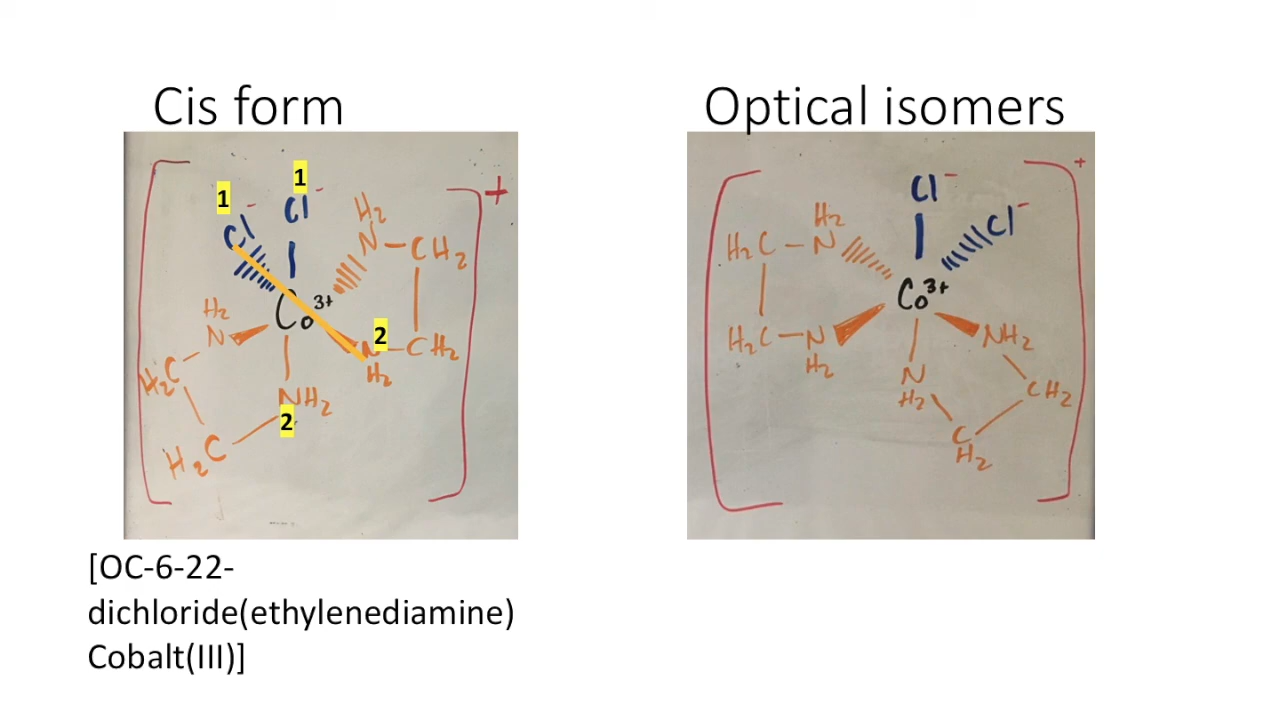 Cis form
Optical isomers
1
1
Cl⁻
Cl⁻
+
H₂
N
CH₂
Co³⁺
H₂
N
2
N
H₂
CH₂
H₂C
NH₂
2
H₂C
Cl⁻
Cl⁻
+
H₂
H₂C
N
Co³⁺
H₂C
N
H₂
NH₂
N
H₂
CH₂
C
H₂
[OC-6-22-
dichloride(ethylenediamine)
Cobalt(III)]